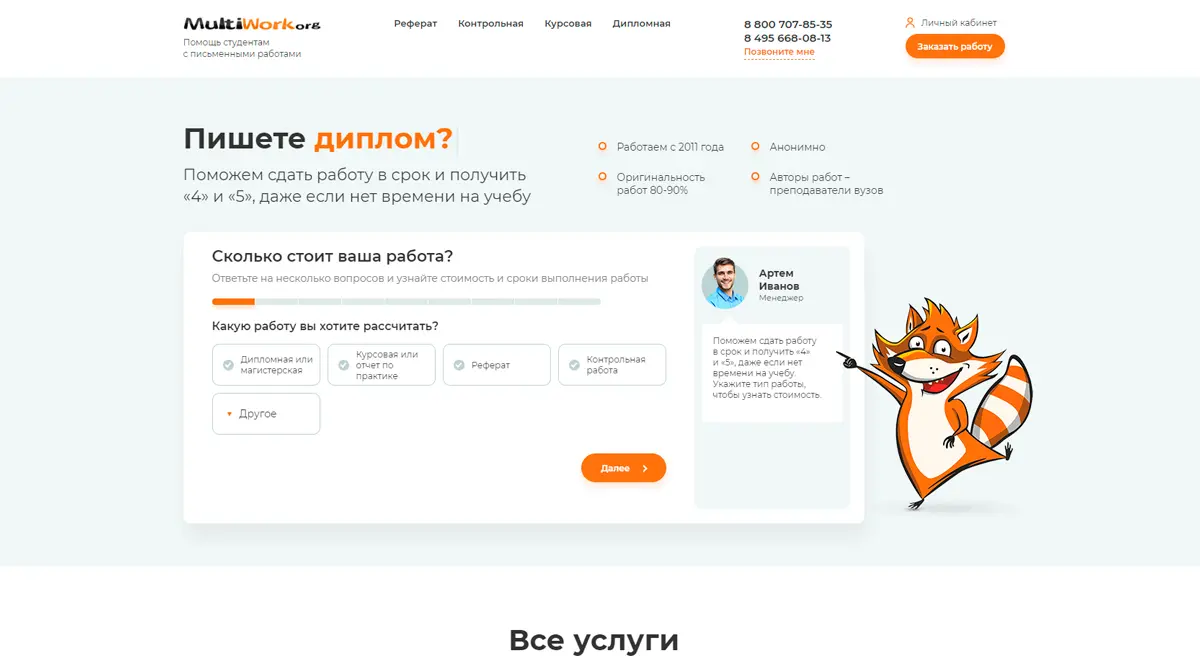 MultiWork.org
Помощь студентам
с письменными работами
Реферат
Контрольная
Курсовая
Дипломная
8 800 707-85-35
8 495 668-08-13
Позвоните мне
Личный кабинет
Заказать работу
Пишете диплом?
Поможем сдать работу в срок и получить
«4» и «5», даже если нет времени на учебу
Работаем с 2011 года
Анонимно
Оригинальность
работ 80-90%
Авторы работ –
преподаватели вузов
Сколько стоит ваша работа?
Ответьте на несколько вопросов и узнайте стоимость и сроки выполнения работы
Какую работу вы хотите рассчитать?
Дипломная или
магистерская
Курсовая или
отчет по
практике
Реферат
Контрольная
работа
Другое
Далее
Артем
Иванов
Менеджер
Поможем сдать работу
в срок и получить «4»
и «5», даже если нет
времени на учебу.
Укажите тип работы,
чтобы узнать стоимость.
Все услуги